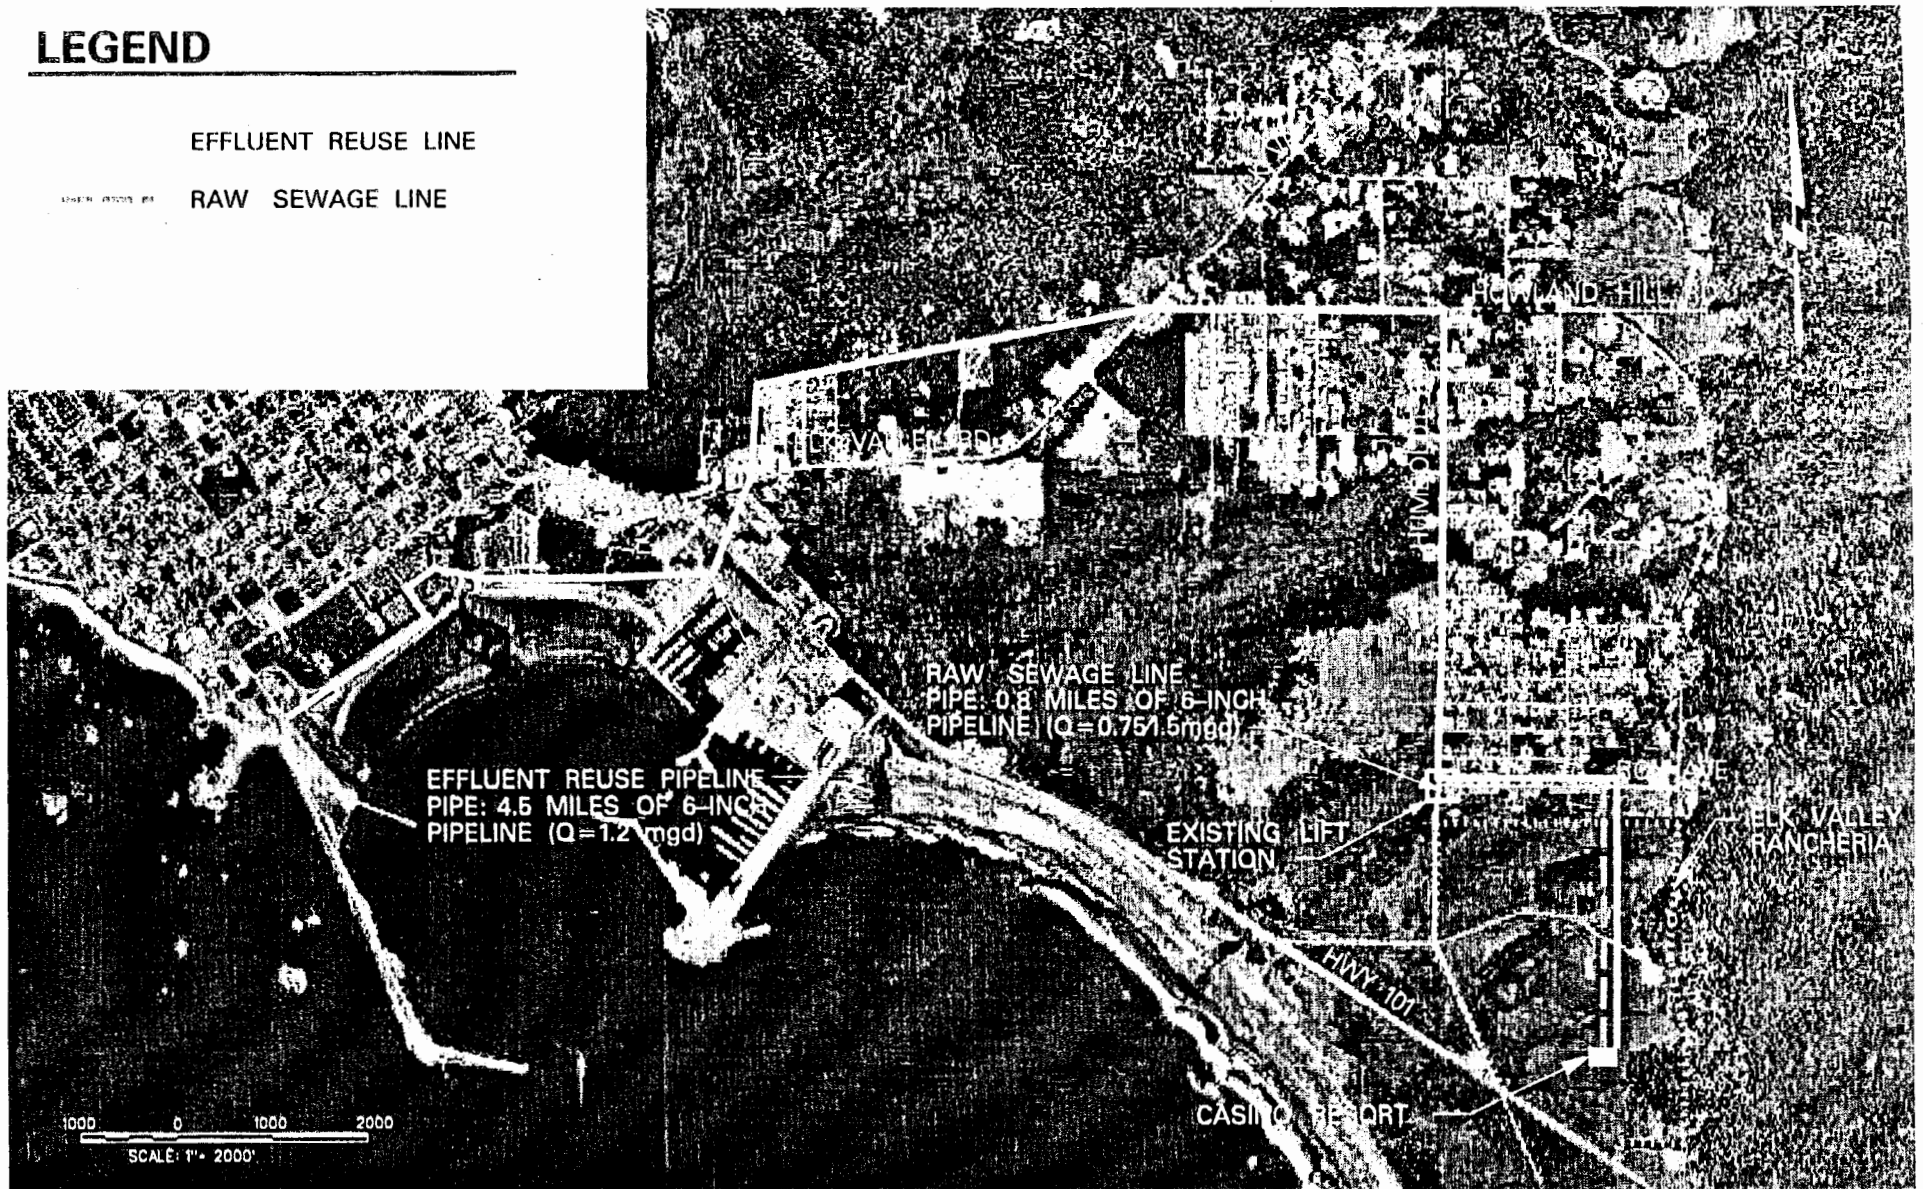 LEGEND
EFFLUENT REUSE LINE
RAW SEWAGE LINE
HOWLAND HILL RD
VALLEY RD
RAW SEWAGE LINE
PIPE: 0.8 MILES OF 6-INCH
PIPELINE (Q=0.75/1.5mgd)
EFFLUENT REUSE PIPELINE
PIPE: 4.5 MILES OF 6-INCH
PIPELINE (Q=1.2 mgd)
AVE
EXISTING LIFT
STATION
ELK VALLEY
RANCHERIA
HWY 101
CASINO RESORT
1000 0 1000 2000
SCALE: 1"= 2000'